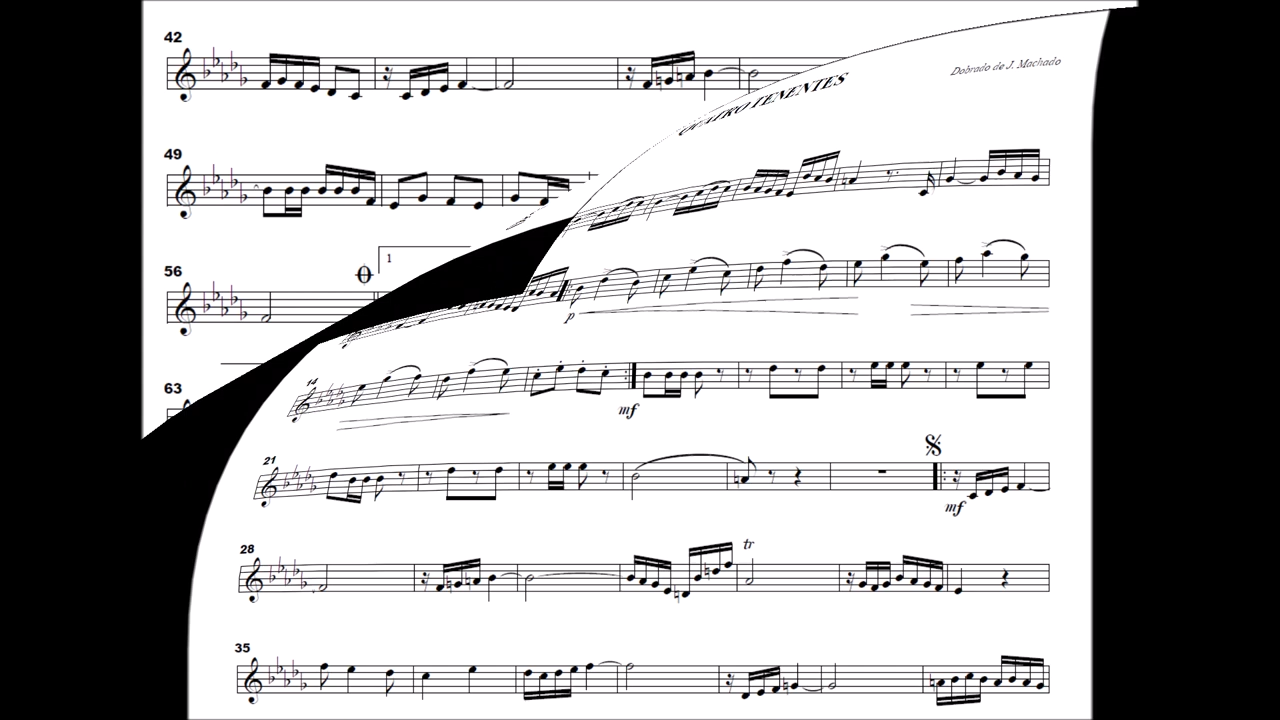 42
Dobrado de J. Machado
QUATRO TENENTES
49
56
1
p
63
14
mf
21
mf
28
tr
35